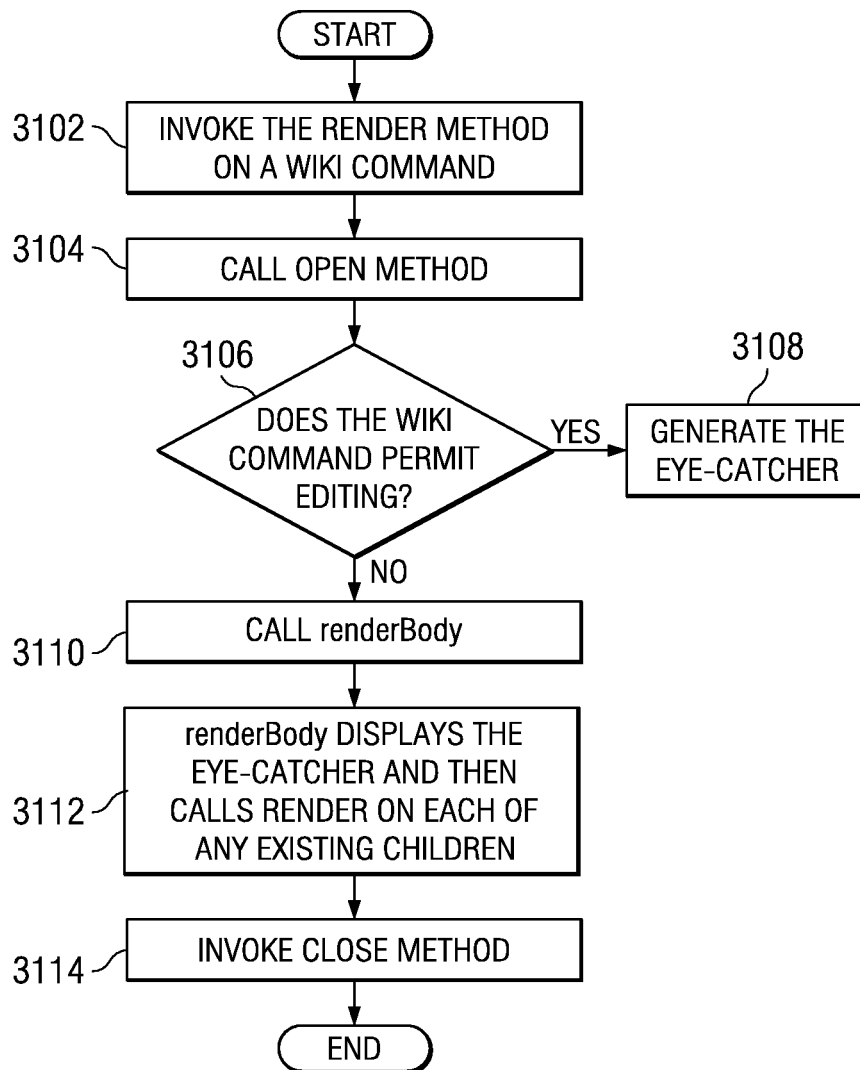 START
3102
INVOKE THE RENDER METHOD
ON A WIKI COMMAND
3104
CALL OPEN METHOD
3106
DOES THE WIKI
COMMAND PERMIT
EDITING?
YES
3108
GENERATE THE
EYE-CATCHER
NO
3110
CALL renderBody
3112
renderBody DISPLAYS THE
EYE-CATCHER AND THEN
CALLS RENDER ON EACH OF
ANY EXISTING CHILDREN
3114
INVOKE CLOSE METHOD
END